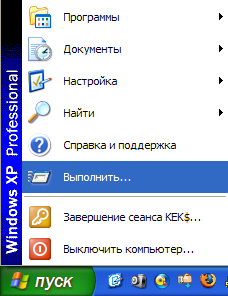 Программы
Документы
Настройка
Найти
Справка и поддержка
Выполнить...
Завершение сеанса KEK$...
Выключить компьютер...
Windows XP Professional
пуск